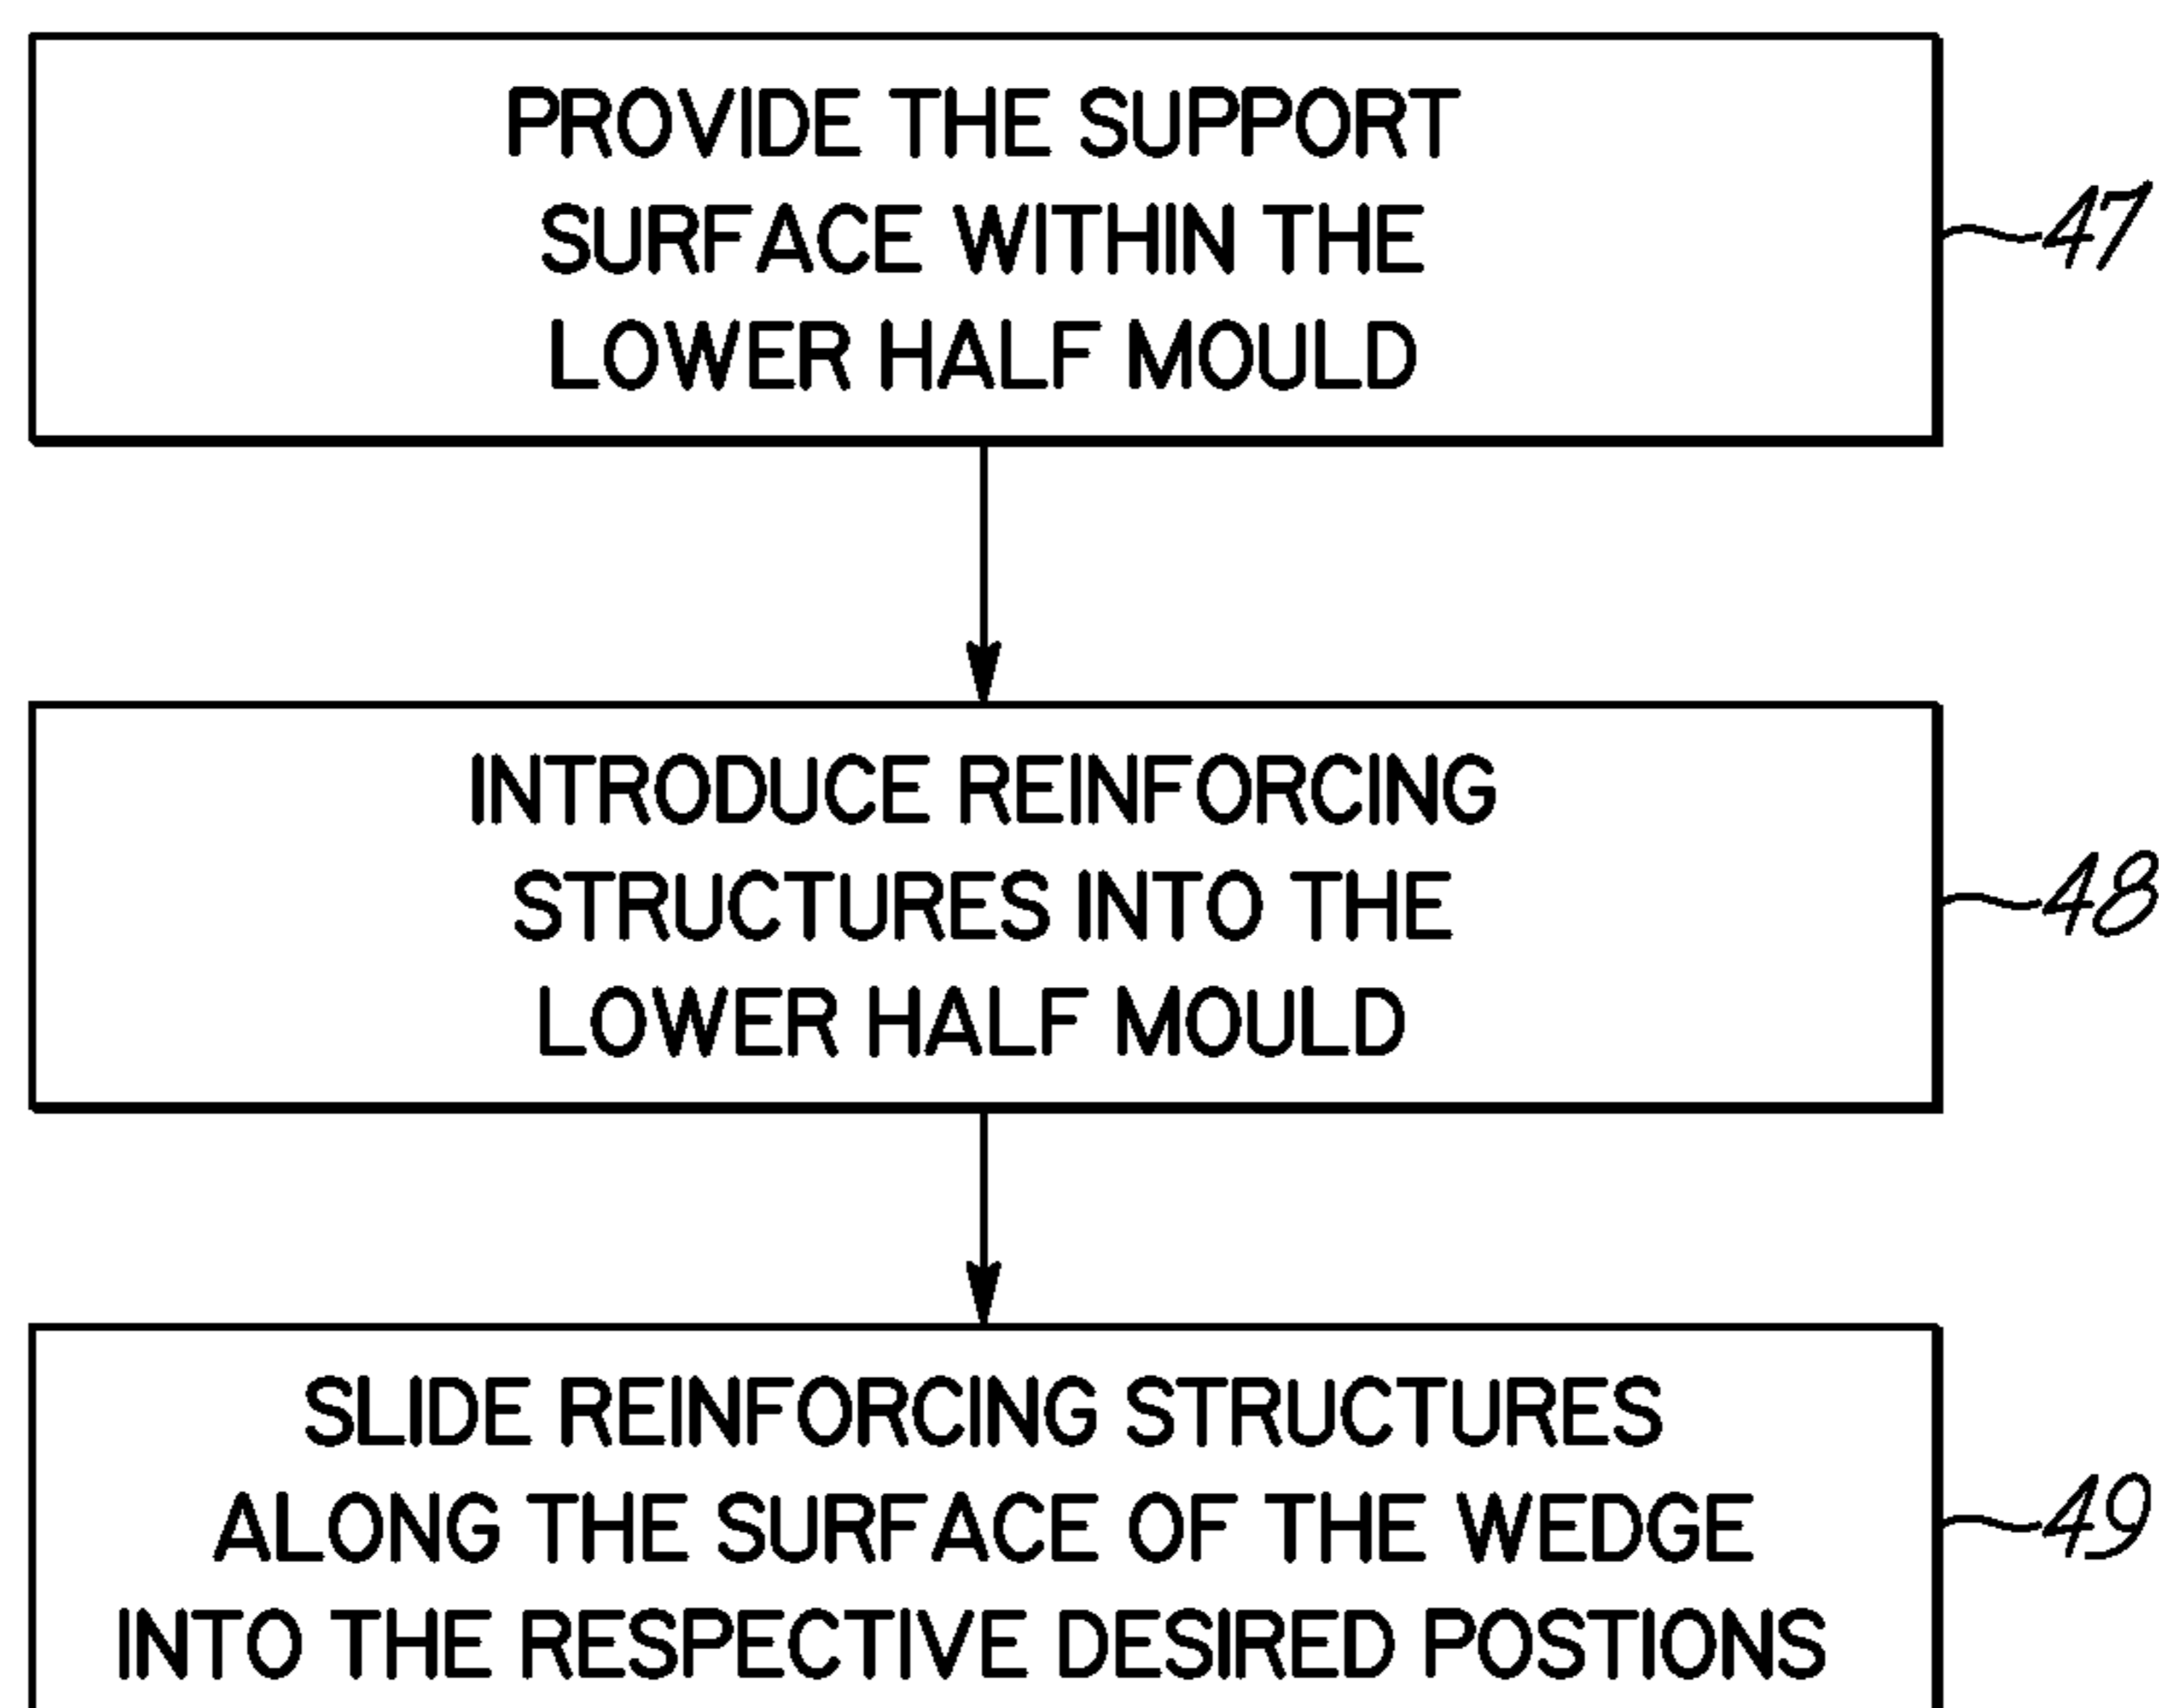 PROVIDE THE SUPPORT
SURFACE WITHIN THE
LOWER HALF MOULD
47
INTRODUCE REINFORCING
STRUCTURES INTO THE
LOWER HALF MOULD
48
SLIDE REINFORCING STRUCTURES
ALONG THE SURFACE OF THE WEDGE
INTO THE RESPECTIVE DESIRED POSTIONS
49